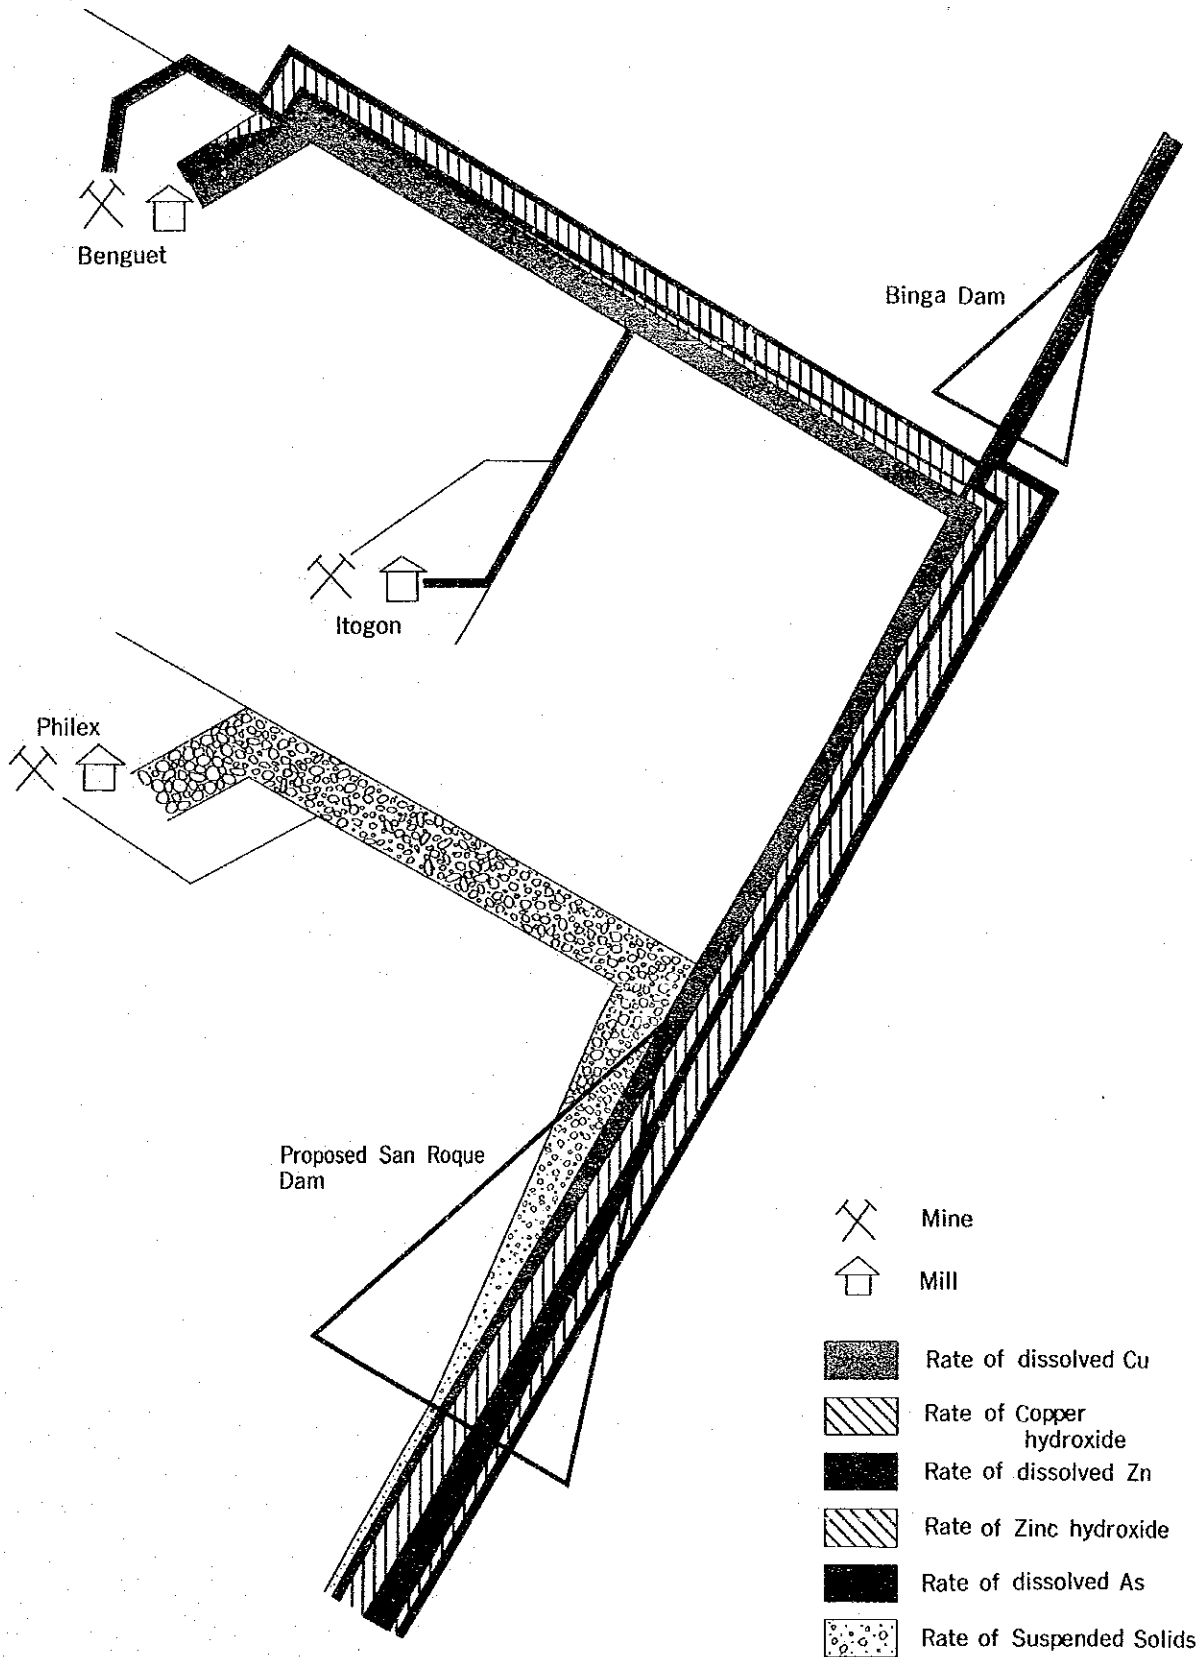 Benguet
Binga Dam
Itogon
Philex
Proposed San Roque
Dam
Mine
Mill
Rate of dissolved Cu
Rate of Copper
hydroxide
Rate of dissolved Zn
Rate of Zinc hydroxide
Rate of dissolved As
Rate of Suspended Solids